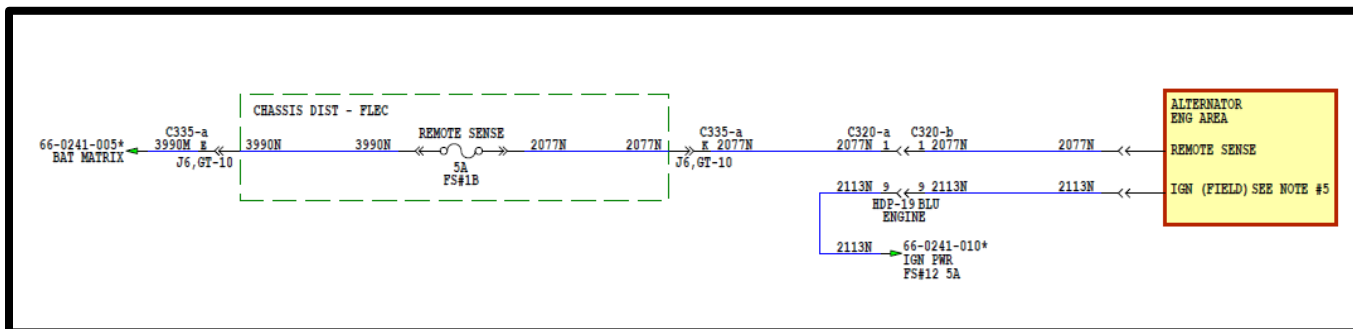 CHASSIS DIST - FLEC
66-0241-005*
BAT MATRIX
C335-a
3990M E
J6,GT-10
3990N
3990N
REMOTE SENSE
5A
FS#1B
2077N
2077N
C335-a
K 2077N
J6,GT-10
C320-a
2077N 1
C320-b
1 2077N
2077N
ALTERNATOR
ENG AREA
REMOTE SENSE
2113N 9
9 2113N
2113N
IGN (FIELD) SEE NOTE #5
HDP-19 BLU
ENGINE
2113N
66-0241-010*
IGN PWR
FS#12 5A